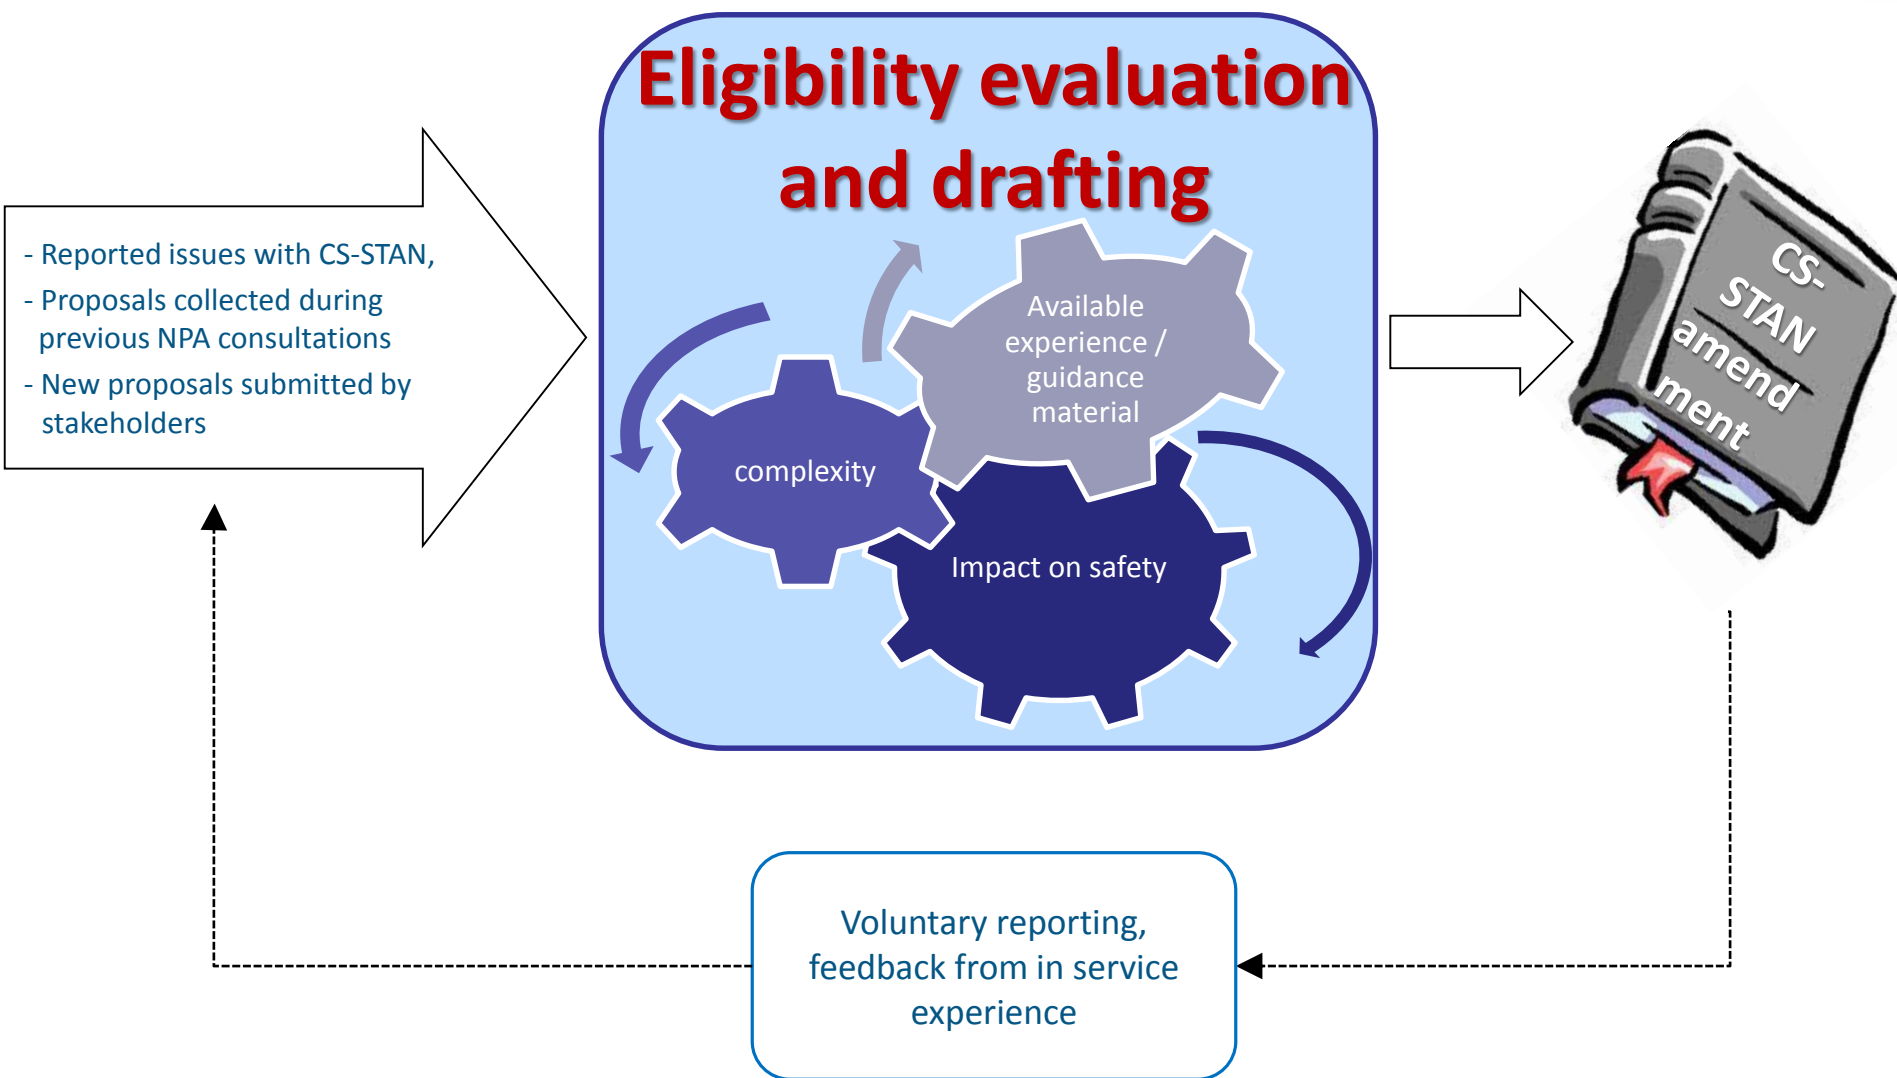 Eligibility evaluation
and drafting
- Reported issues with CS-STAN,
- Proposals collected during
previous NPA consultations
- New proposals submitted by
stakeholders
Available
experience /
guidance
material
complexity
Impact on safety
CS-
STAN
amend
ment
Voluntary reporting,
feedback from in service
experience